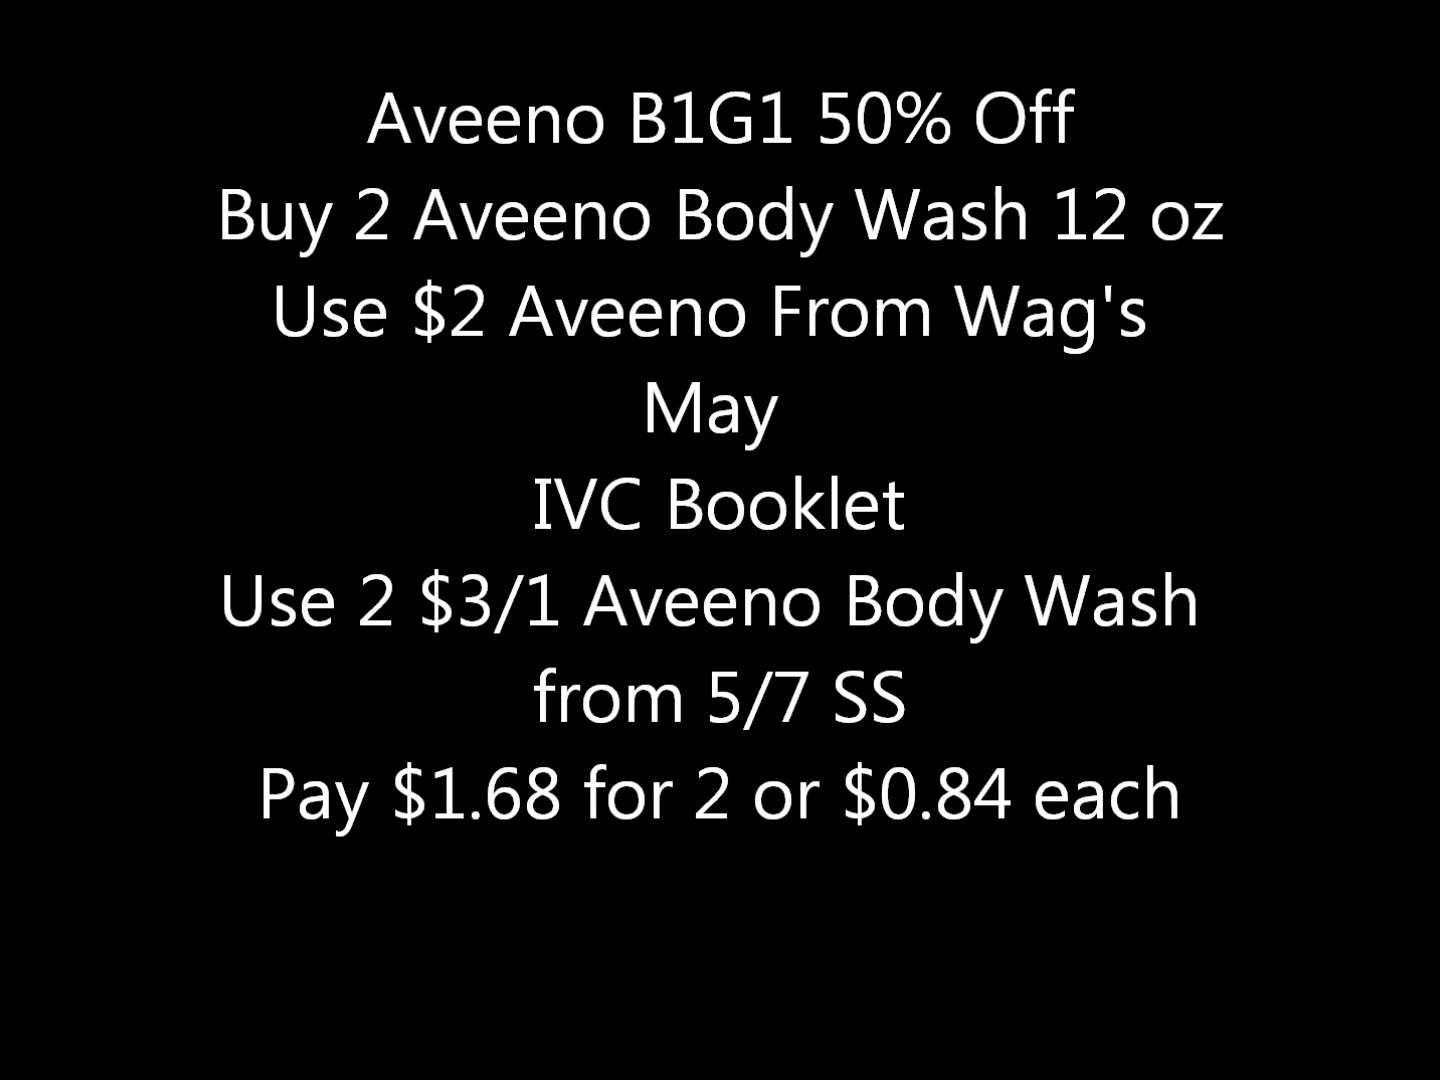 Aveeno B1G1 50% Off
Buy 2 Aveeno Body Wash 12 oz
Use $2 Aveeno From Wag's
May
IVC Booklet
Use 2 $3/1 Aveeno Body Wash
from 5/7 SS
Pay $1.68 for 2 or $0.84 each